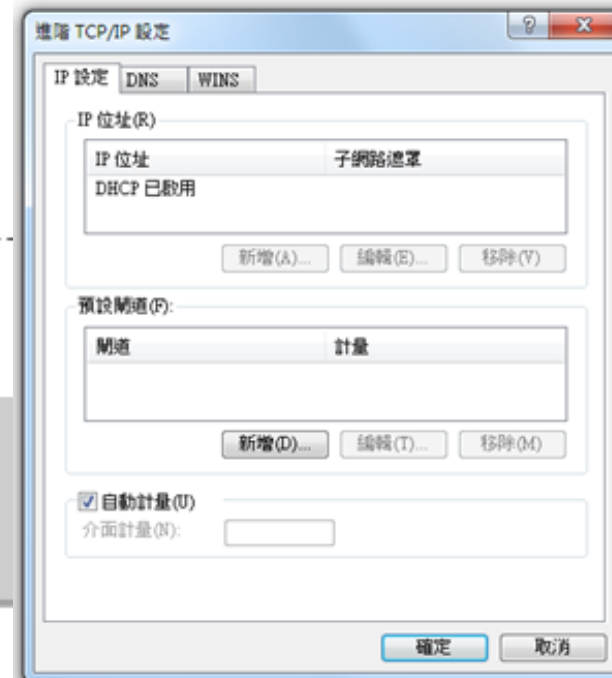 進階 TCP/IP 設定
IP 設定 DNS WINS
IP 位址(R)
IP 位址 子網路遮罩
DHCP 已啟用
新增(A)... 編輯(E)... 移除(V)
預設閘道(F):
閘道 計量
新增(D)... 編輯(T)... 移除(M)
自動計量(U)
介面計量(N):
確定 取消